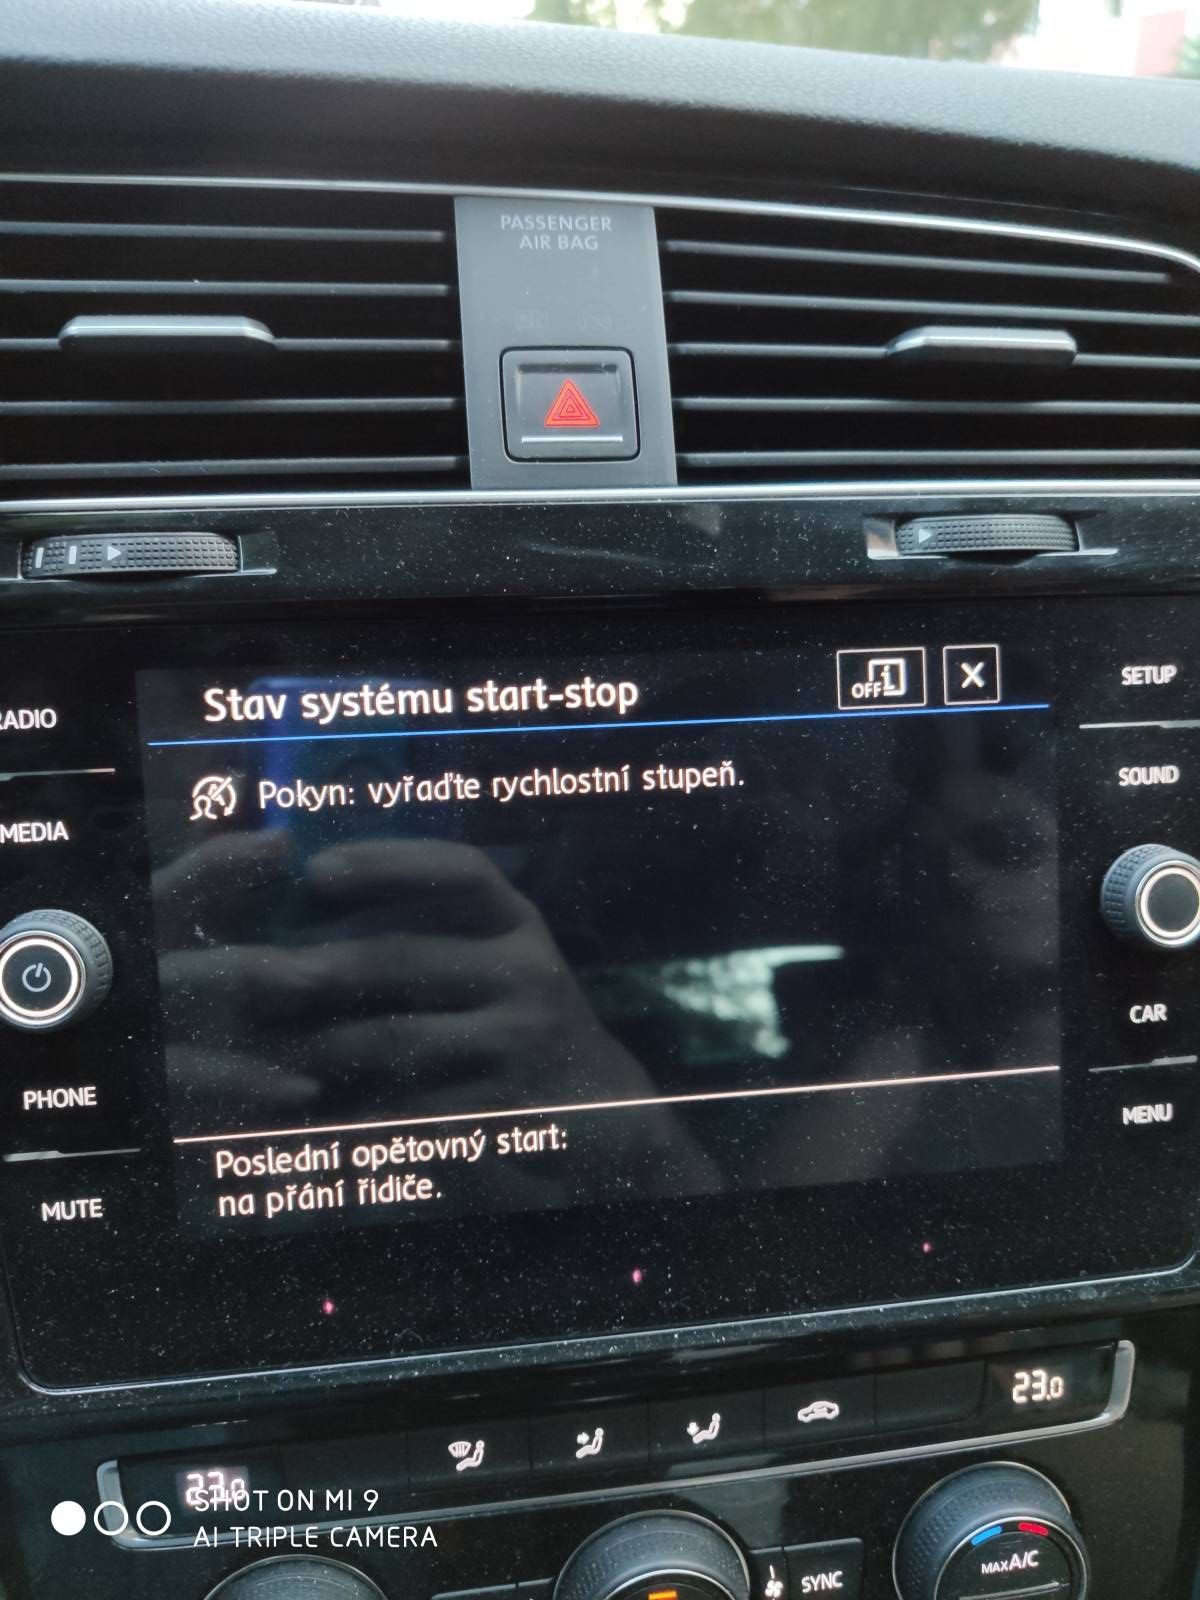 PASSENGER
AIR BAG
Stav systému start-stop
OFF
Pokyn: vyřaďte rychlostní stupeň.
Poslední opětovný start:
na přání řidiče.
RADIO
MEDIA
PHONE
MUTE
SETUP
SOUND
CAR
MENU
23.0
23.0
SYNC
MAX A/C
SHOT ON MI 9
AI TRIPLE CAMERA